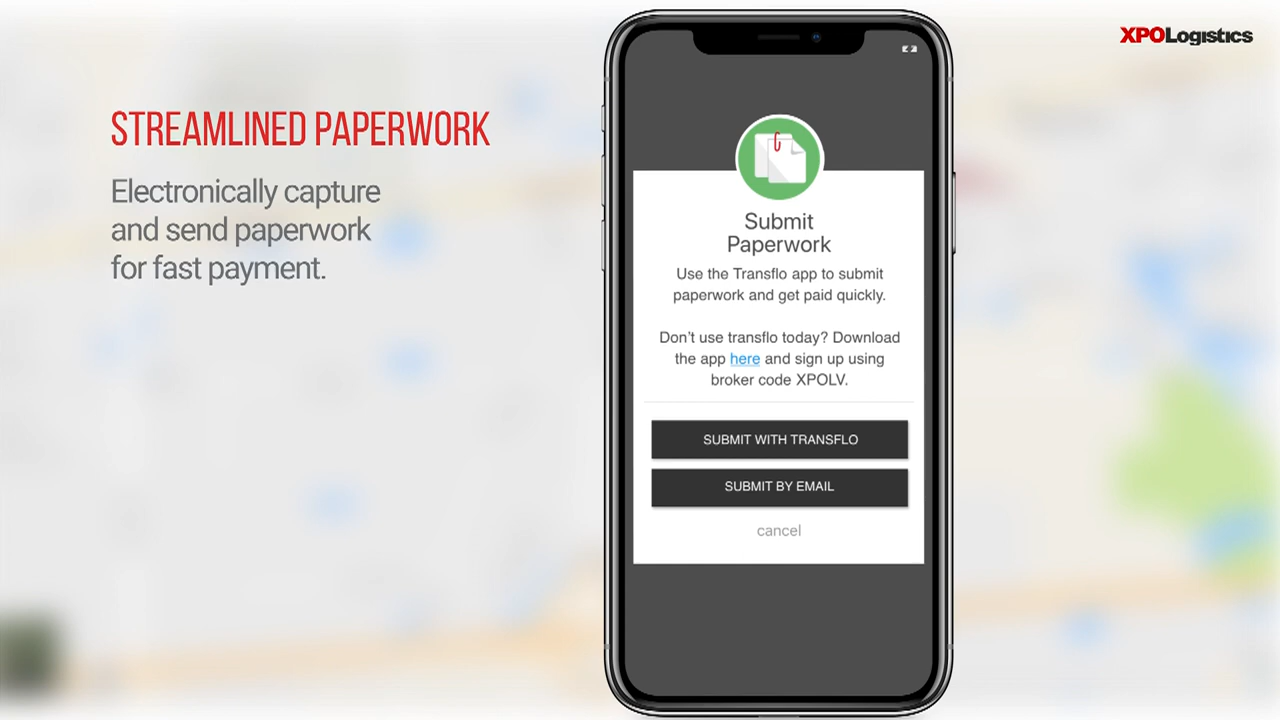 XPOLogistics
STREAMLINED PAPERWORK
Electronically capture
and send paperwork
for fast payment.
Submit
Paperwork
Use the Transflo app to submit
paperwork and get paid quickly.
Don't use transflo today? Download
the app here and sign up using
broker code XPOLV.
SUBMIT WITH TRANSFLO
SUBMIT BY EMAIL
cancel